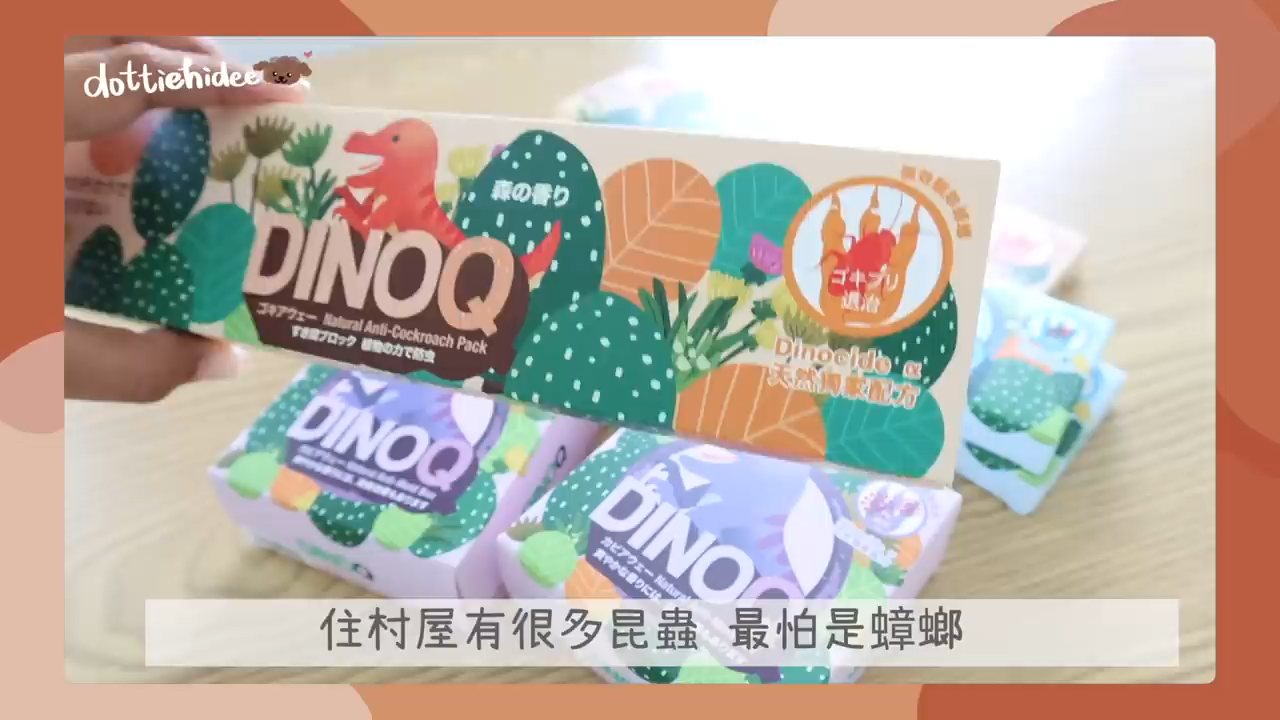 dottiehidee
森の香り
DINOQ
ゴキアウェー Natural Anti-Cockroach Pack
すき間ブロック 植物の力で防虫
ゴキブリ
退治
Dinocide α
天然獨家配方
DINOQ
DINOQ
カビアウェー
住村屋有很多昆蟲 最怕是蟑螂